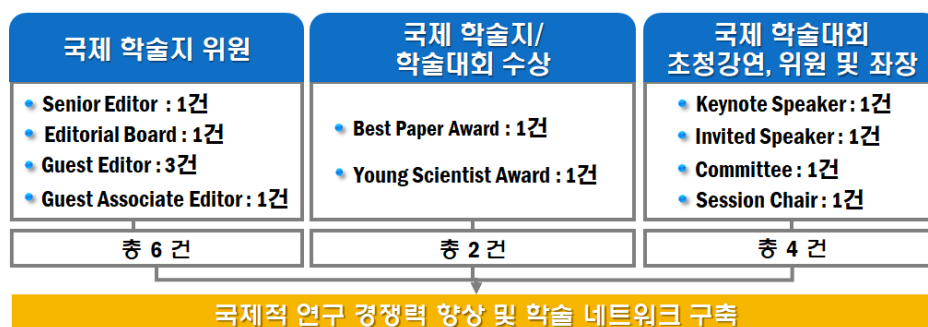 국제 학술지 위원
Senior Editor : 1건
Editorial Board : 1건
Guest Editor : 3건
Guest Associate Editor : 1건
총 6 건
국제 학술지/
학술대회 수상
Best Paper Award : 1건
Young Scientist Award : 1건
총 2 건
국제 학술대회
초청강연, 위원 및 좌장
Keynote Speaker : 1건
Invited Speaker : 1건
Committee : 1건
Session Chair : 1건
총 4 건
국제적 연구 경쟁력 향상 및 학술 네트워크 구축